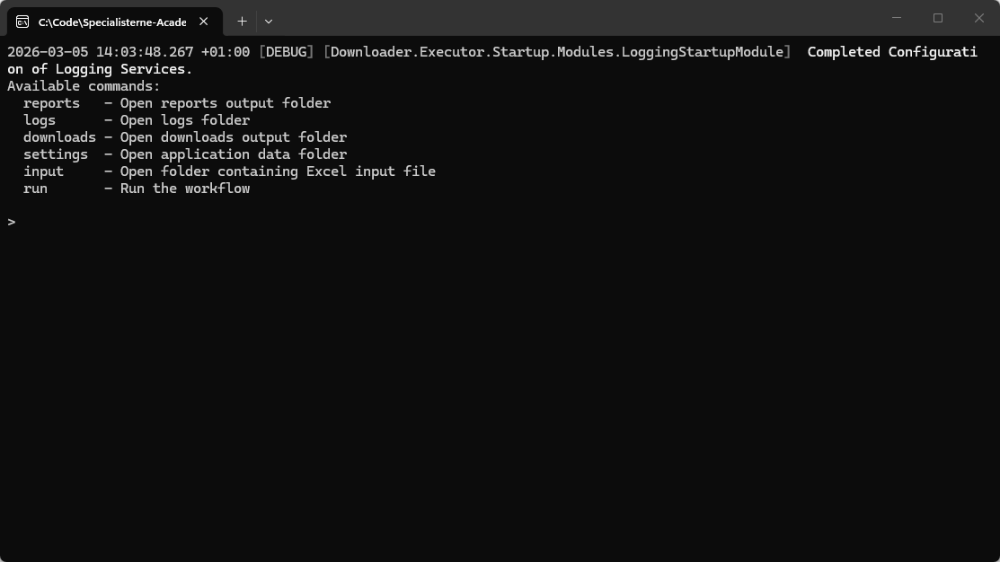 C:\Code\Specialisterne-Acade
2026-03-05 14:03:48.267 +01:00 [DEBUG] [Downloader.Executor.Startup.Modules.LoggingStartupModule]  Completed Configurati
on of Logging Services.
Available commands:
  reports   – Open reports output folder
  logs      – Open logs folder
  downloads – Open downloads output folder
  settings  – Open application data folder
  input     – Open folder containing Excel input file
  run       – Run the workflow
>